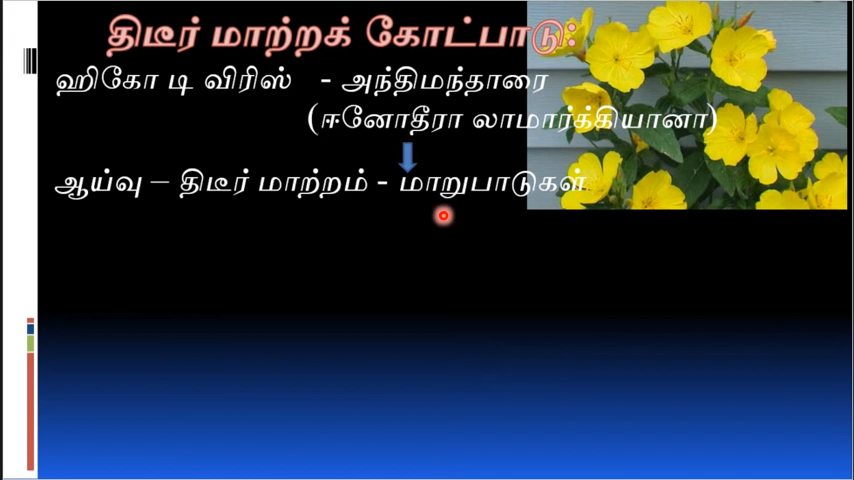 திடீர் மாற்றக் கோட்பாடு:
ஹிகோ டி விரிஸ் - அந்திமந்தாரை
(ஈனோதீரா லாமார்க்கியானா)
ஆய்வு – திடீர் மாற்றம் - மாறுபாடுகள்